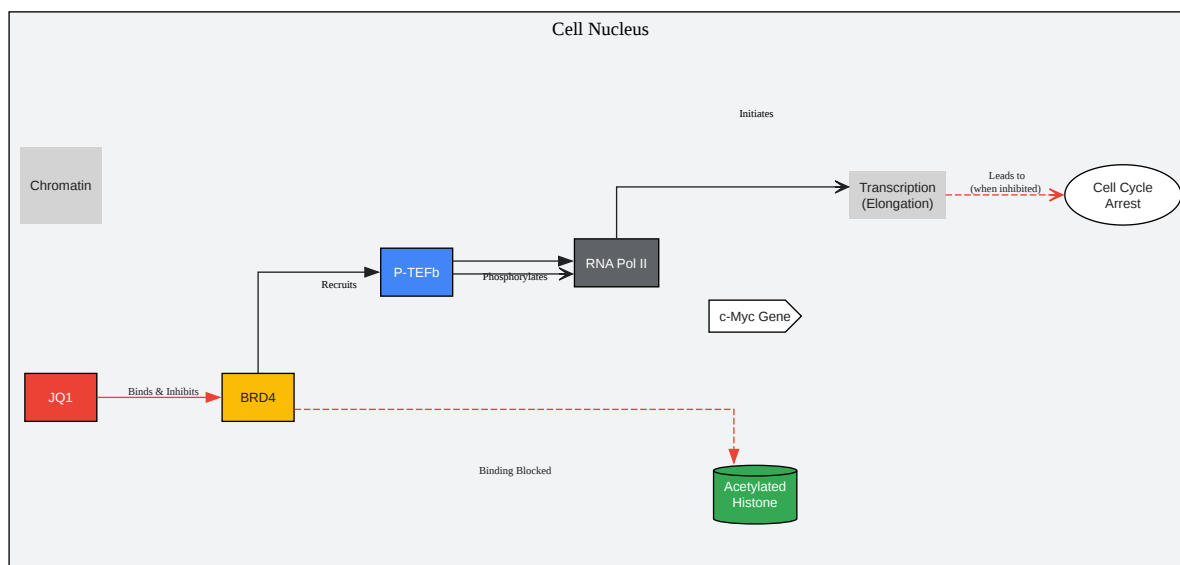 Cell Nucleus
Initiates
Chromatin
Transcription
(Elongation)
Leads to
(when inhibited)
Cell Cycle
Arrest
P-TEFb
Recruits
Phosphorylates
RNA Pol II
c-Myc Gene
JQ1
Binds & Inhibits
BRD4
Binding Blocked
Acetylated
Histone